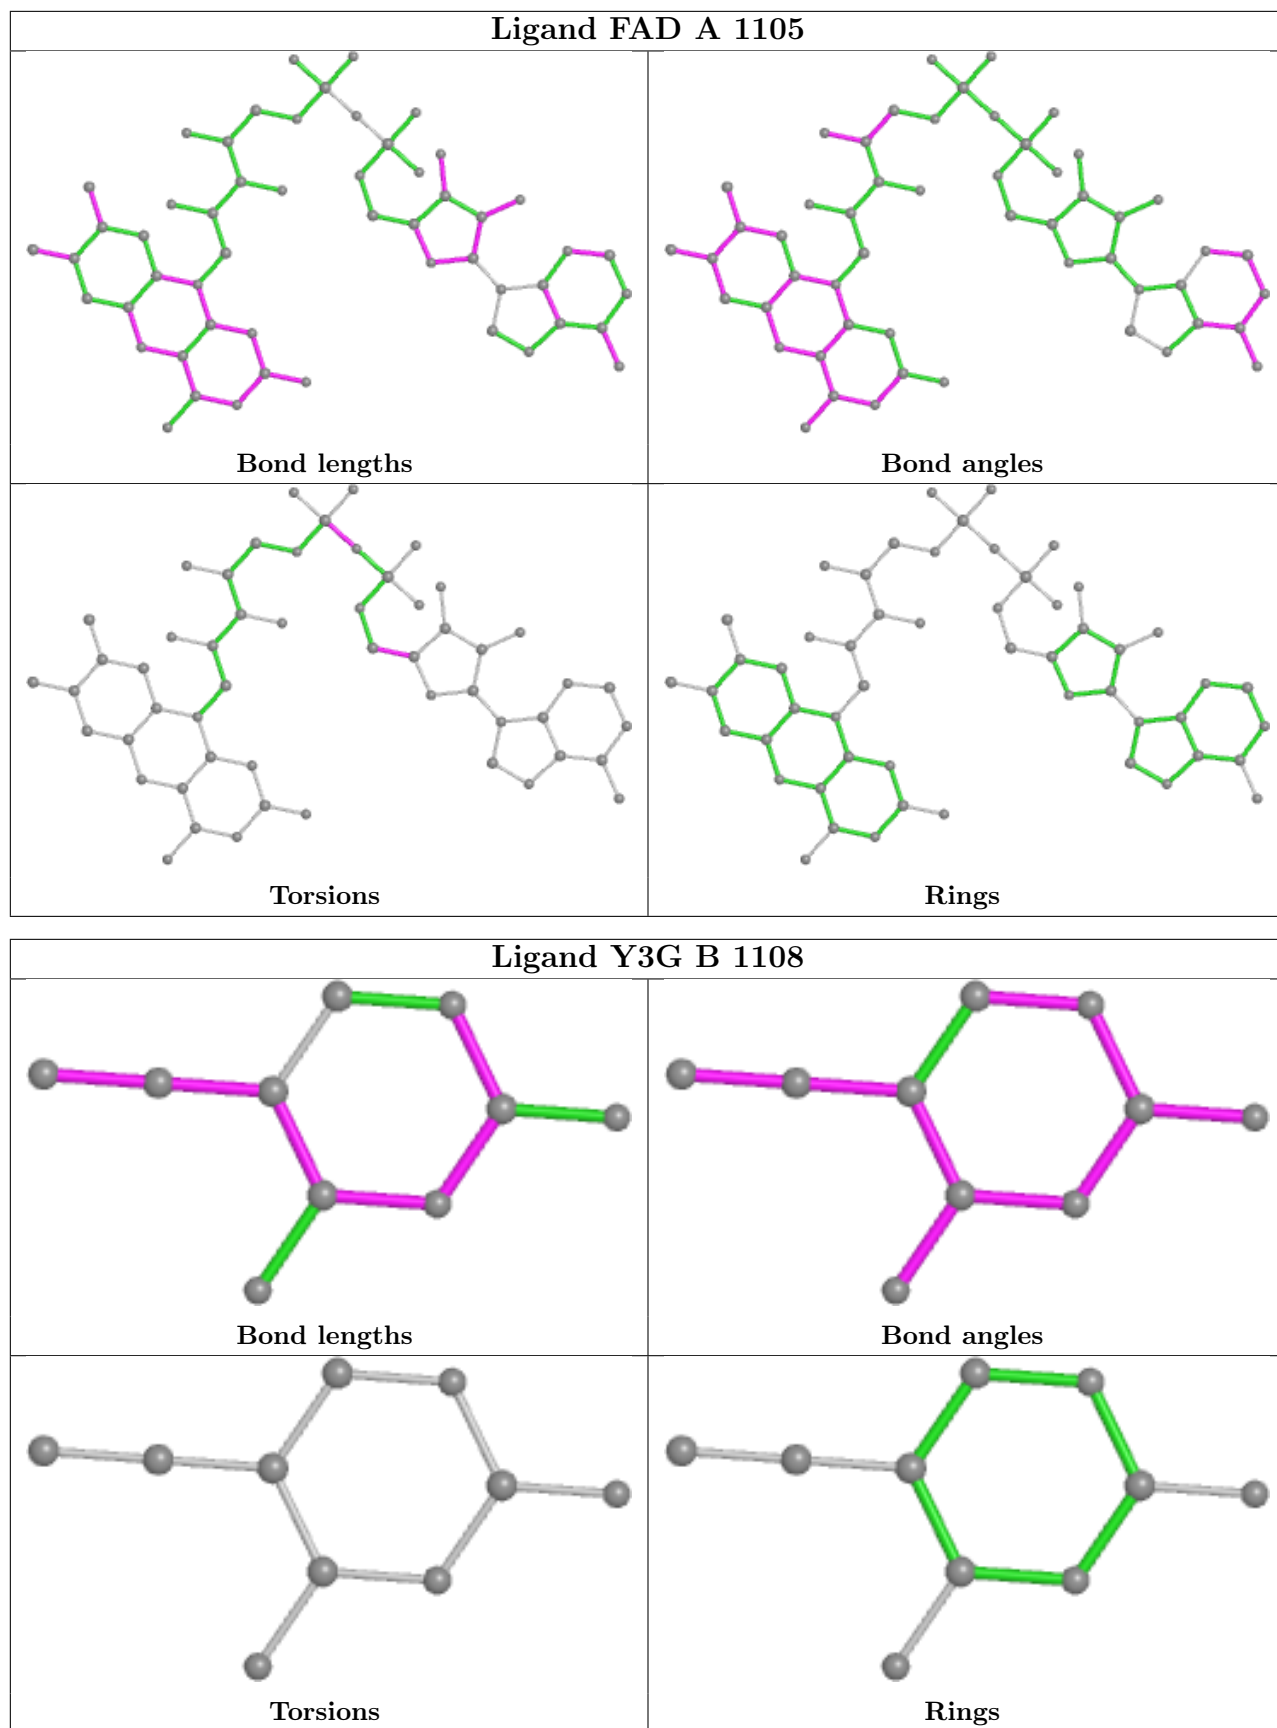 Ligand FAD A 1105
Bond lengths
Bond angles
Torsions
Rings
Ligand Y3G B 1108
Bond lengths
Bond angles
Torsions
Rings